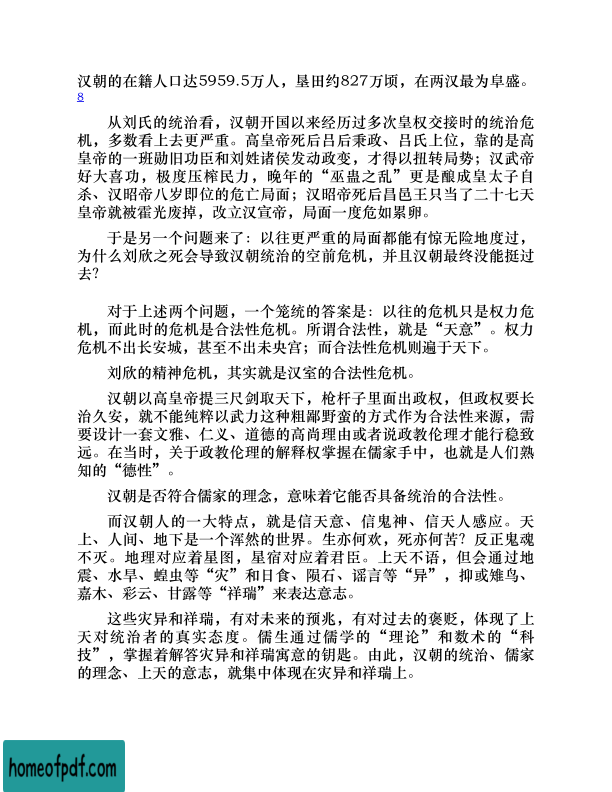 汉朝的在籍人口达5959.5万人，垦田约827万顷，在两汉最为阜盛。
8
从刘氏的统治看，汉朝开国以来经历过多次皇权交接时的统治危
机，多数看上去更严重。高皇帝死后吕后秉政、吕氏上位，靠的是高
皇帝的一班勋旧功臣和刘姓诸侯发动政变，才得以扭转局势；汉武帝
好大喜功，极度压榨民力，晚年的“巫蛊之乱”更是酿成皇太子自
杀、汉昭帝八岁即位的危亡局面；汉昭帝死后昌邑王只当了二十七天
皇帝就被霍光废掉，改立汉宣帝，局面一度危如累卵。
于是另一个问题来了：以往更严重的局面都能有惊无险地度过，
为什么刘欣之死会导致汉朝统治的空前危机，并且汉朝最终没能挺过
去？
对于上述两个问题，一个笼统的答案是：以往的危机只是权力危
机，而此时的危机是合法性危机。所谓合法性，就是“天意”。权力
危机不出长安城，甚至不出未央宫；而合法性危机则遍于天下。
刘欣的精神危机，其实就是汉室的合法性危机。
汉朝以高皇帝提三尺剑取天下，枪杆子里面出政权，但政权要长
治久安，就不能纯粹以武力这种粗鄙野蛮的方式作为合法性来源，需
要设计一套文雅、仁义、道德的高尚理由或者说政教伦理才能行稳致
远。在当时，关于政教伦理的解释权掌握在儒家手中，也就是人们熟
知的“德性”。
汉朝是否符合儒家的理念，意味着它能否具备统治的合法性。
而汉朝人的一大特点，就是信天意、信鬼神、信天人感应。天
上、人间、地下是一个浑然的世界。生亦何欢，死亦何苦？反正鬼魂
不灭。地理对应着星图，星宿对应着君臣。上天不语，但会通过地
震、水旱、蝗虫等“灾”和日食、陨石、谣言等“异”，抑或雉鸟、
嘉木、彩云、甘露等“祥瑞”来表达意志。
这些灾异和祥瑞，有对未来的预兆，有对过去的褒贬，体现了上
天对统治者的真实态度。儒生通过儒学的“理论”和数术的“科
技”，掌握着解答灾异和祥瑞寓意的钥匙。由此，汉朝的统治、儒家
的理念、上天的意志，就集中体现在灾异和祥瑞上。
homeofpdf.com